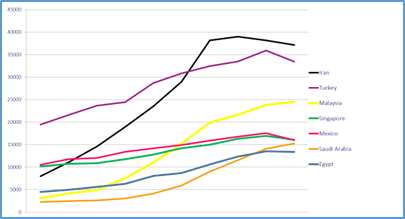 45000
40000
35000
30000
25000
20000
15000
10000
5000
0
Iran
Turkey
Malaysia
Singapore
Mexico
Saudi Arabia
Egypt